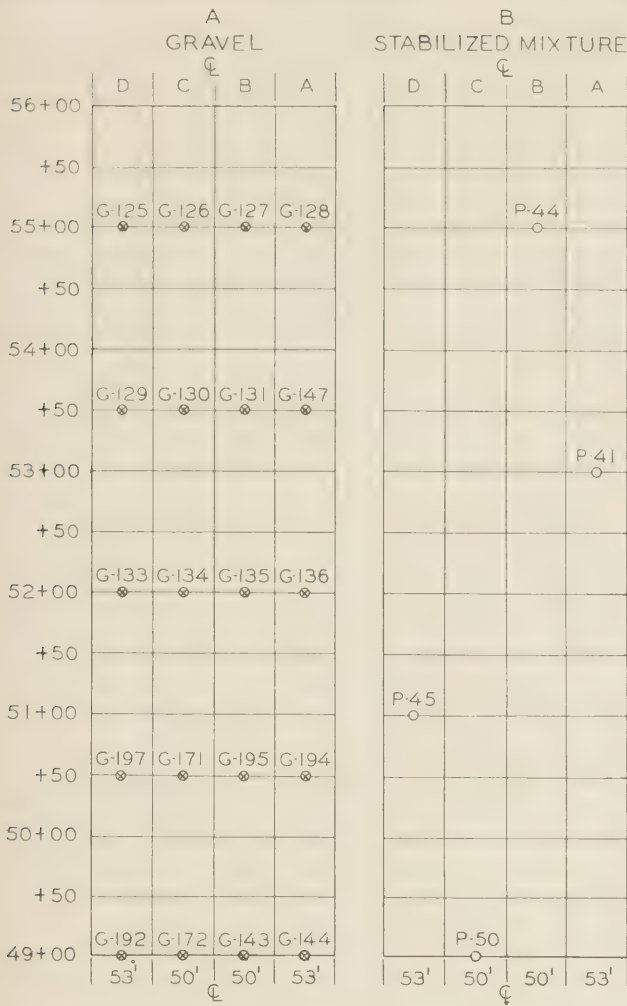 A
GRAVEL
℄
D C B A
B
STABILIZED MIXTURE
℄
D C B A
56+00
+50
G-125 G-126 G-127 G-128
P-44
55+00
+50
54+00
G-129 G-130 G-131 G-147
+50
P-41
53+00
+50
G-133 G-134 G-135 G-136
52+00
+50
P-45
51+00
G-197 G-171 G-195 G-194
+50
50+00
+50
G-192 G-172 G-143 G-144
P-50
49+00
53' 50' 50' 53'
℄
53' 50' 50' 53'
℄